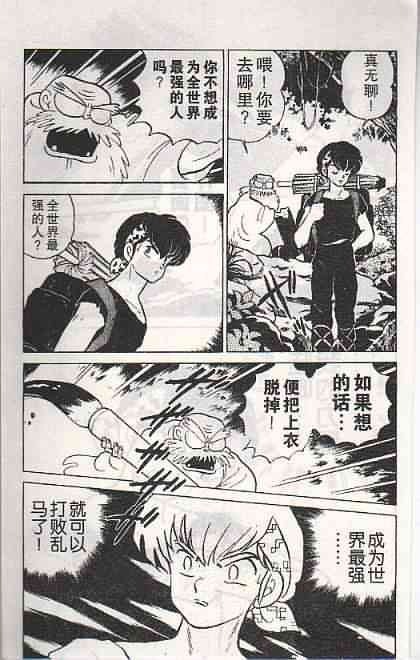 真无聊！
喂！你要
去哪里？
你不想成
为全世界
最强的人
吗？
全世界最
强的人？
如果想
的话…
便把上衣
脱掉！
成为世
界最强
……
就可以
打败乱
马了！